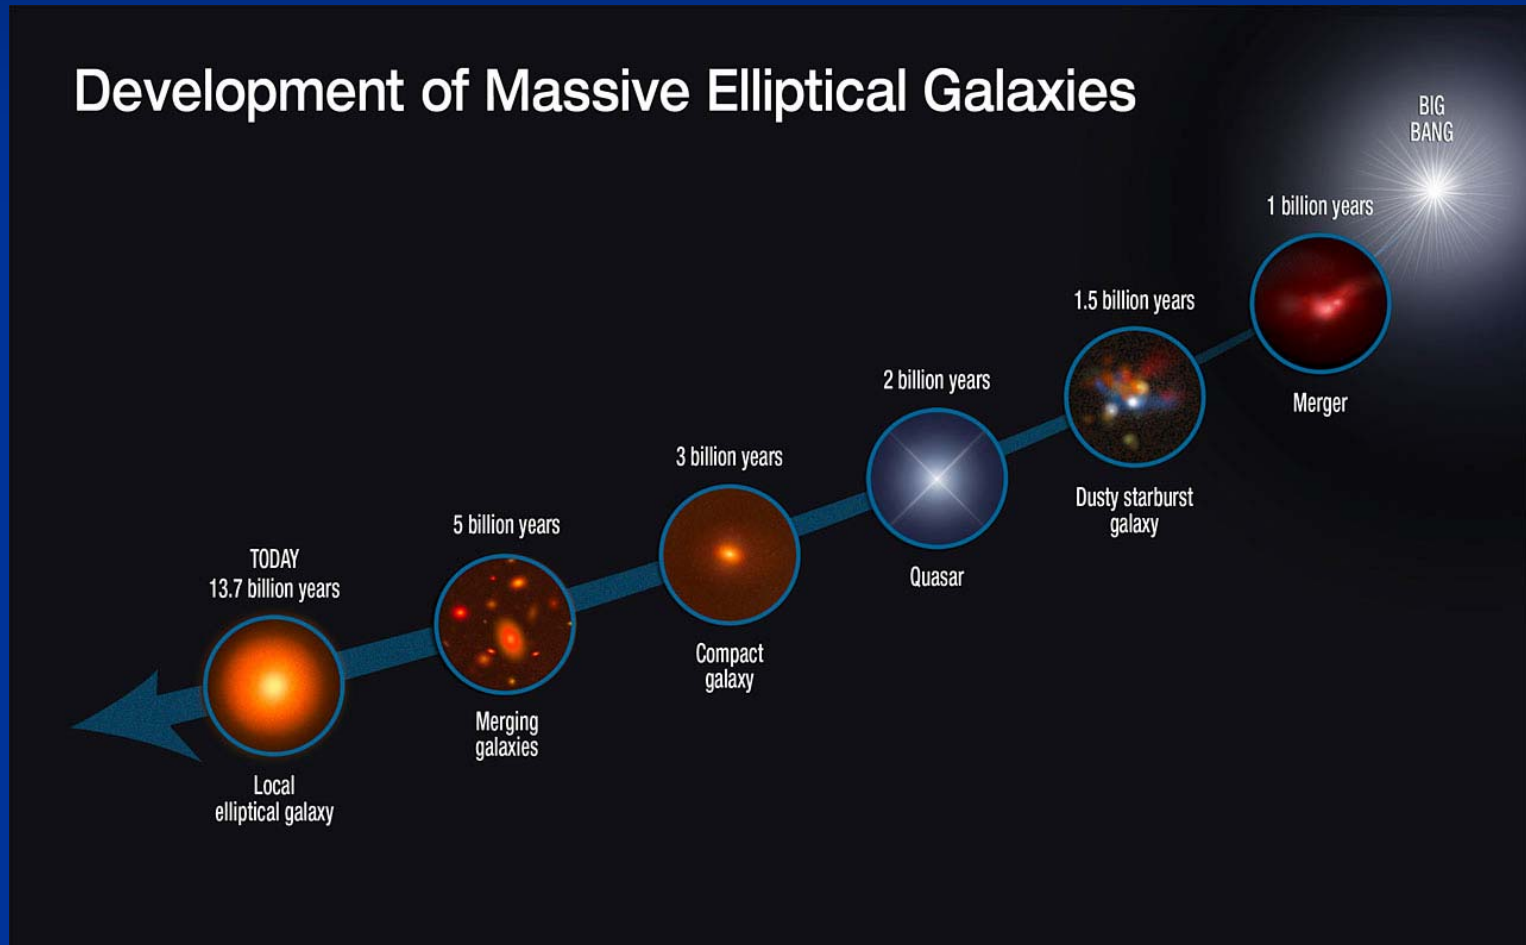 Development of Massive Elliptical Galaxies
BIG
BANG
1 billion years
Merger
1.5 billion years
Dusty starburst
galaxy
2 billion years
Quasar
3 billion years
Compact
galaxy
5 billion years
Merging
galaxies
TODAY
13.7 billion years
Local
elliptical galaxy